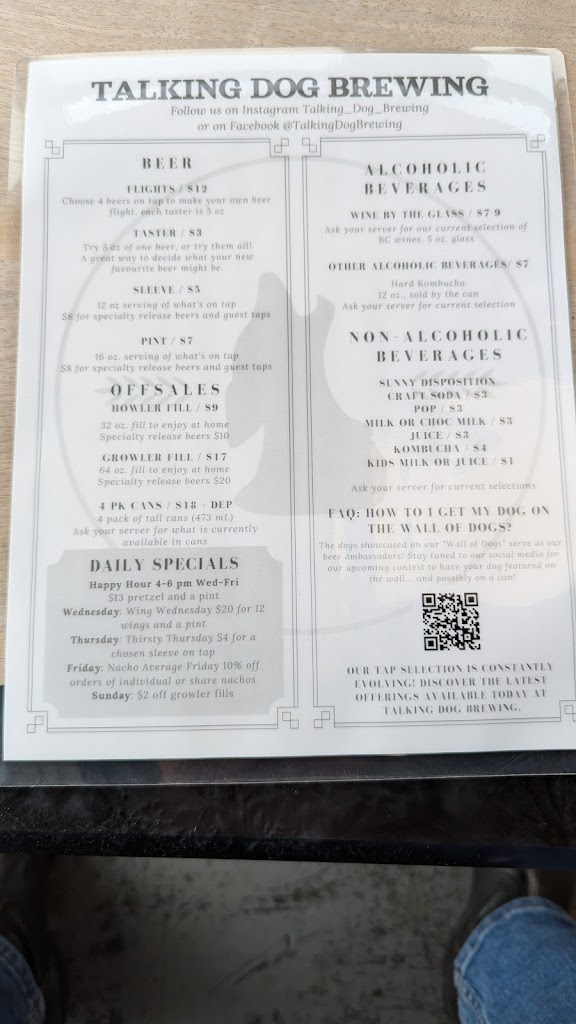 TALKING DOG BREWING
Follow us on Instagram Talking_Dog_Brewing
or on Facebook @TalkingDogBrewing
BEER
FLIGHTS / $12
Choose 4 beers on tap to make your own beer
flight, each taster is 5 oz
TASTER / $3
Try 5 oz of one beer, or try them all!
A great way to decide what your new
favourite beer might be.
SLEEVE / $5
12 oz serving of what's on tap
$6 for specialty release beers and guest taps
PINT / $7
16 oz. serving of what's on tap
$8 for specialty release beers and guest taps
OFFSALES
HOWLER FILL / $9
32 oz. fill to enjoy at home
Specialty release beers $10
GROWLER FILL / $17
64 oz. fill to enjoy at home
Specialty release beers $20
4 PK CANS / $18 + DEP
4 pack of tall cans (473 mL)
Ask your server for what is currently
available in cans
DAILY SPECIALS
Happy Hour 4-6 pm Wed-Fri
$13 pretzel and a pint
Wednesday: Wing Wednesday $20 for 12
wings and a pint
Thursday: Thirsty Thursday $4 for a
chosen sleeve on tap
Friday: Nacho Average Friday 10% off
orders of individual or share nachos
Sunday: $2 off growler fills
ALCOHOLIC
BEVERAGES
WINE BY THE GLASS / $7-9
Ask your server for our current selection of
BC wines. 5 oz. glass
OTHER ALCOHOLIC BEVERAGES/ $7
Hard Kombucha
12 oz., sold by the can
Ask your server for current selection
NON-ALCOHOLIC
BEVERAGES
SUNNY DISPOSITION
CRAFT SODA / $3
POP / $3
MILK OR CHOC MILK / $3
JUICE / $3
KOMBUCHA / $4
KIDS MILK OR JUICE / $1
Ask your server for current selections
FAQ: HOW TO I GET MY DOG ON
THE WALL OF DOGS?
The dogs showcased on our "Wall of Dogs" serve as our
beer ambassadors! Stay tuned to our social media for
our upcoming contest to have your dog featured on
the wall... and possibly on a can!
OUR TAP SELECTION IS CONSTANTLY
EVOLVING! DISCOVER THE LATEST
OFFERINGS AVAILABLE TODAY AT
TALKING DOG BREWING.